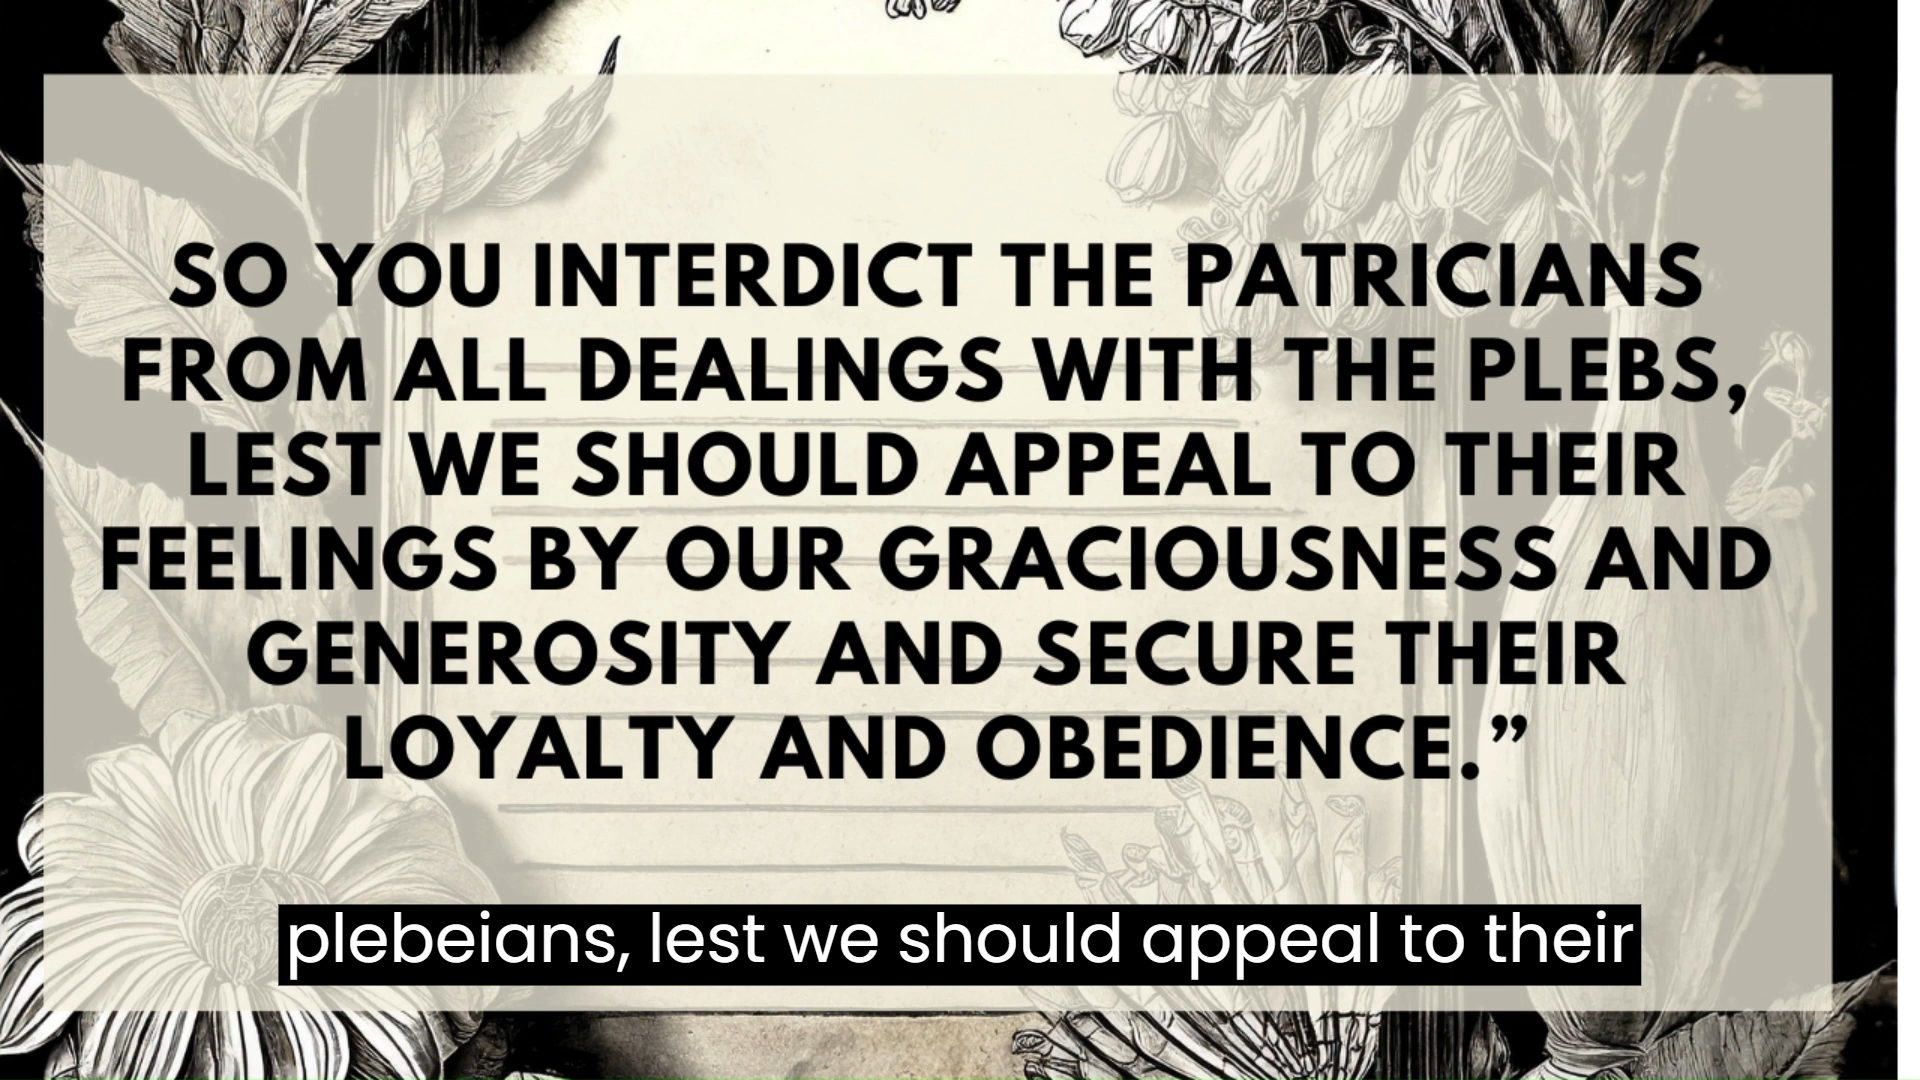 SO YOU INTERDICT THE PATRICIANS
FROM ALL DEALINGS WITH THE PLEBS,
LEST WE SHOULD APPEAL TO THEIR
FEELINGS BY OUR GRACIOUSNESS AND
GENEROSITY AND SECURE THEIR
LOYALTY AND OBEDIENCE.”
plebeians, lest we should appeal to their